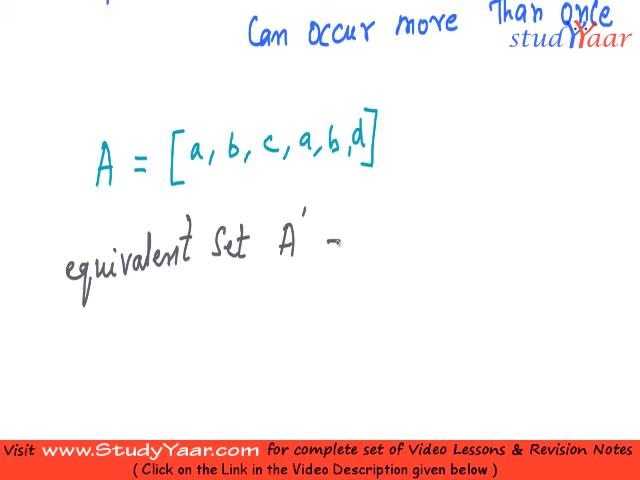 Can occur more than once
studYYaar
A = [a, b, c, a, b, d]
equivalent set A' -
Visit www.StudyYaar.com for complete set of Video Lessons & Revision Notes
( Click on the Link in the Video Description given below )